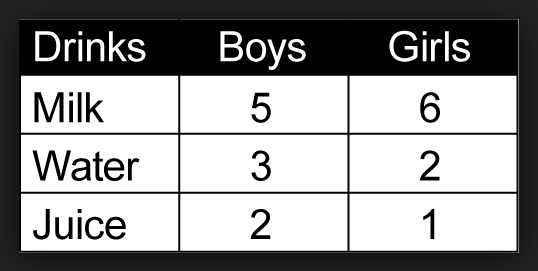 Drinks Boys Girls
Milk 5 6
Water 3 2
Juice 2 1